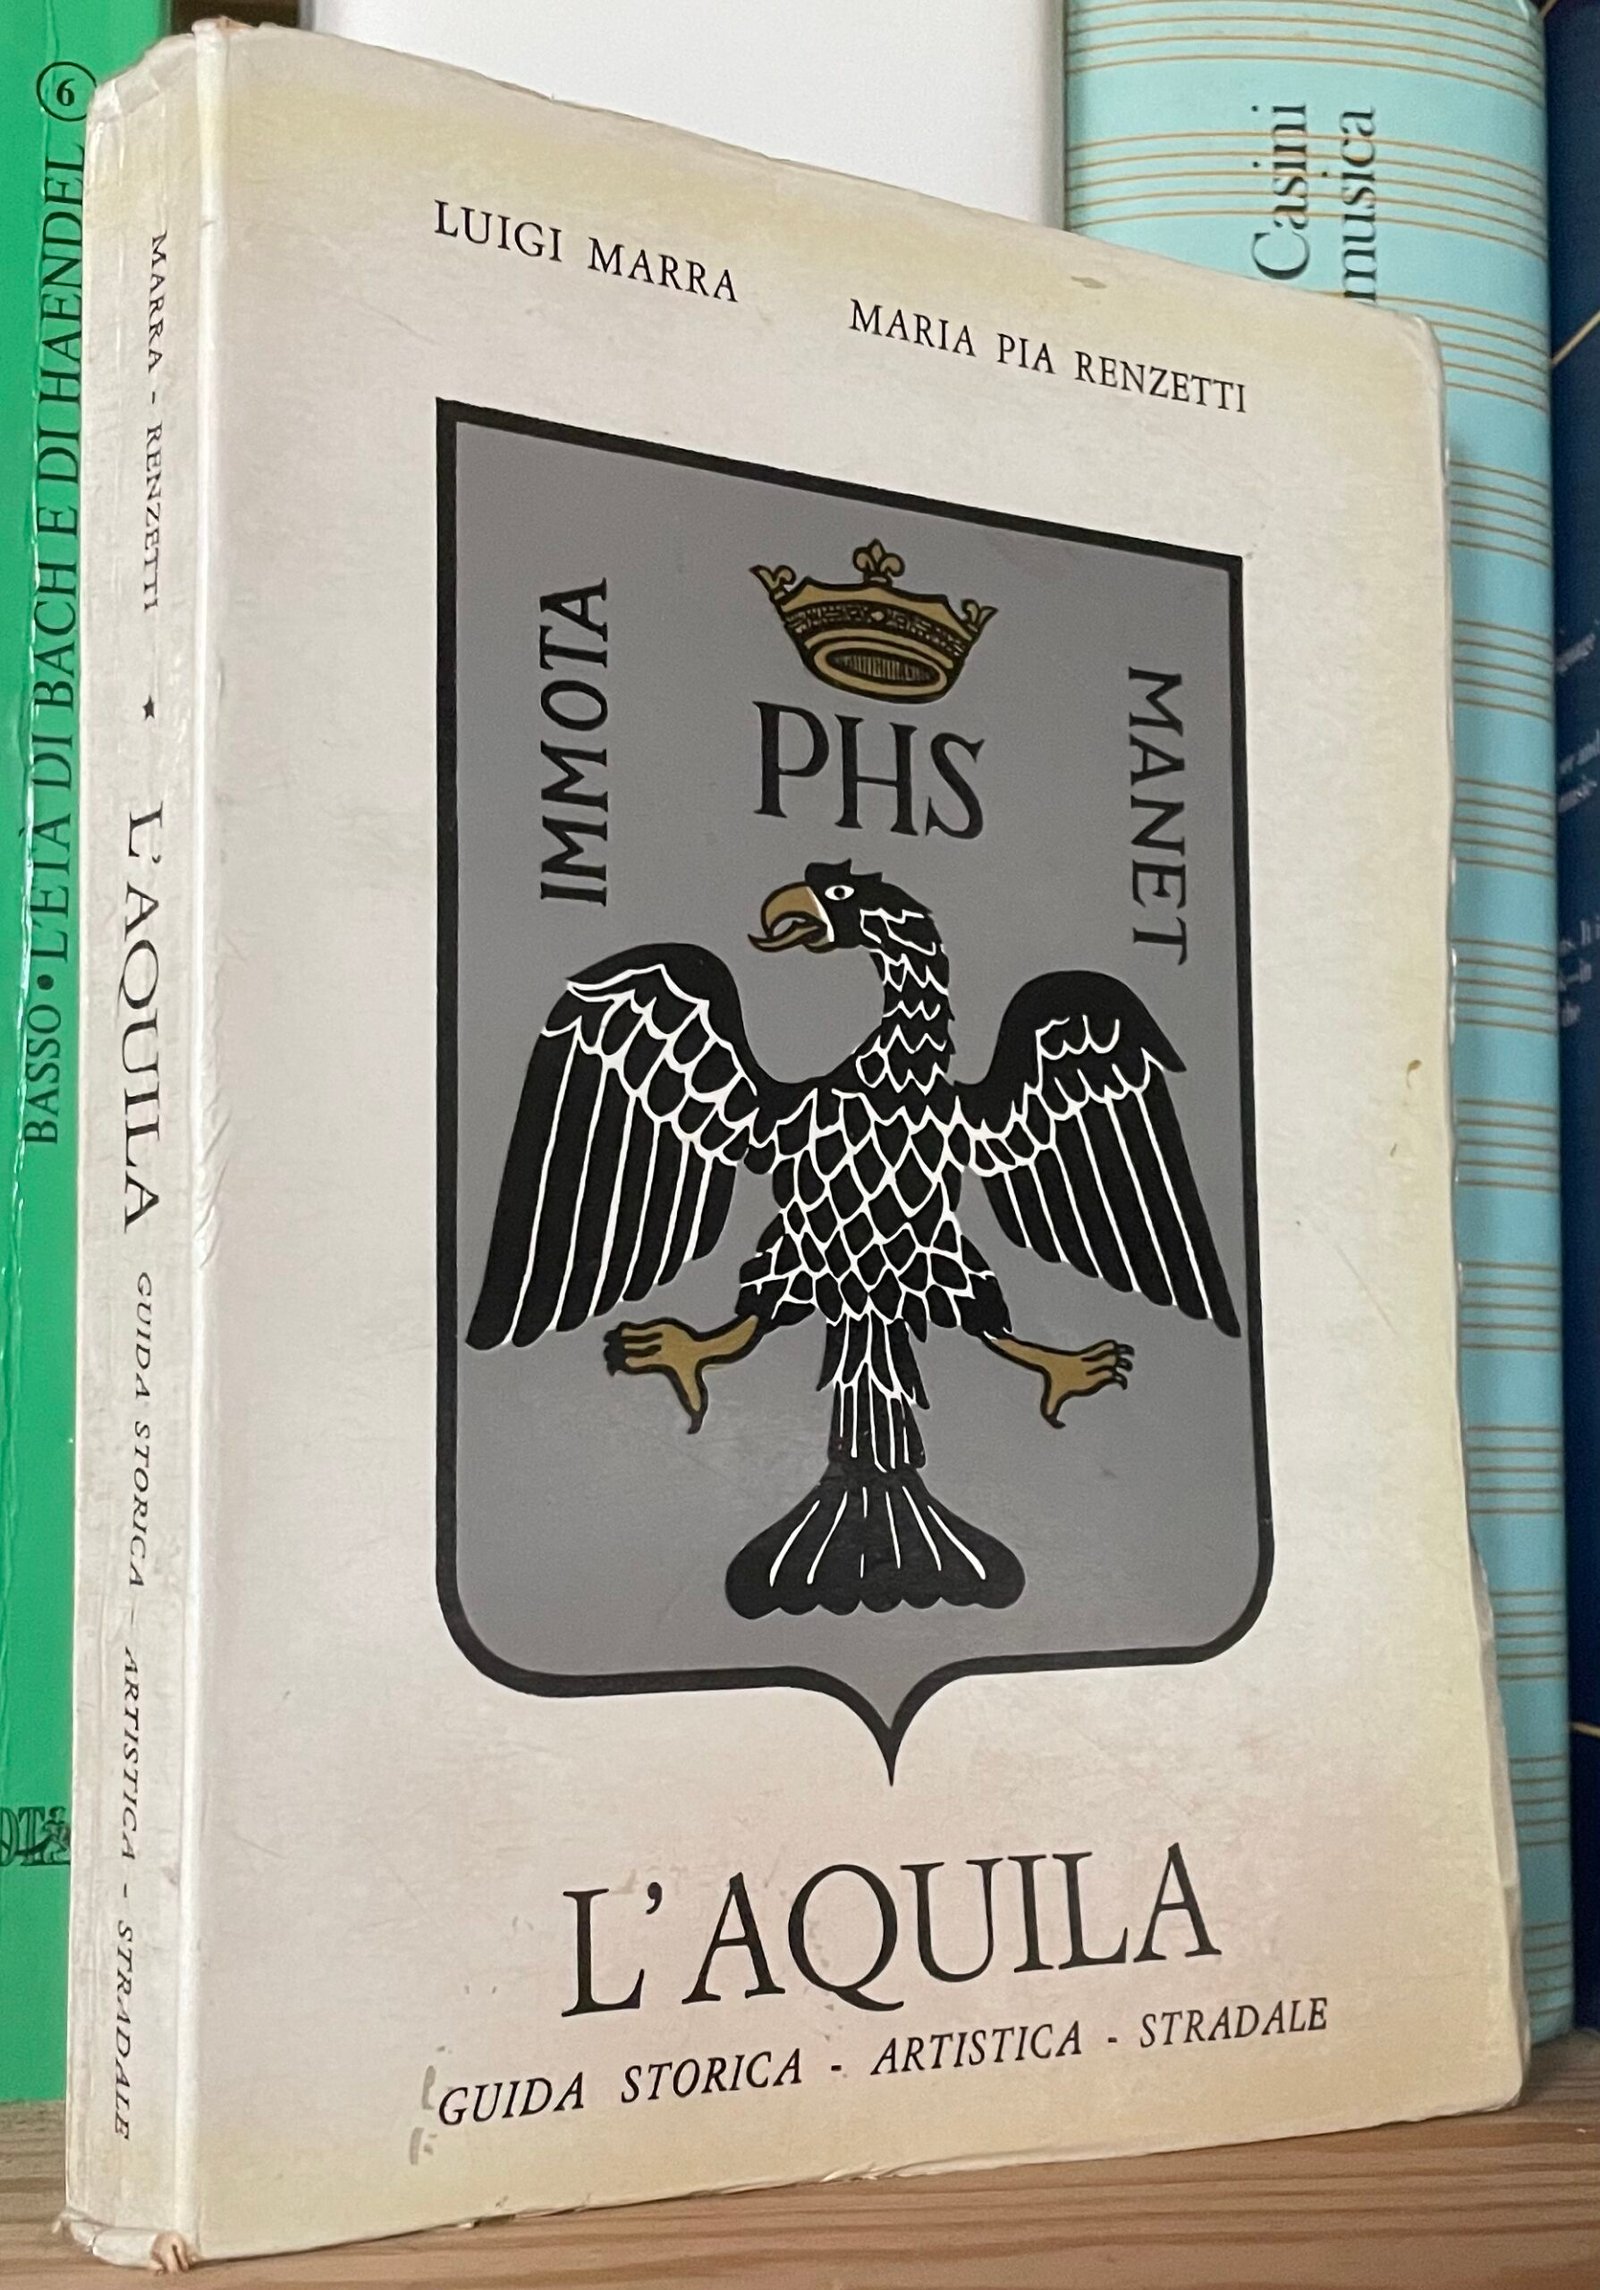 LUIGI MARRA MARIA PIA RENZETTI
IMMOTA
PHS
MANET
L'AQUILA
GUIDA STORICA - ARTISTICA - STRADALE
MARRA - RENZETTI ★ L'AQUILA GUIDA STORICA - ARTISTICA - STRADALE
BASSO • L'ETÀ DI BACH E DI HAENDEL 6
Casini
musica